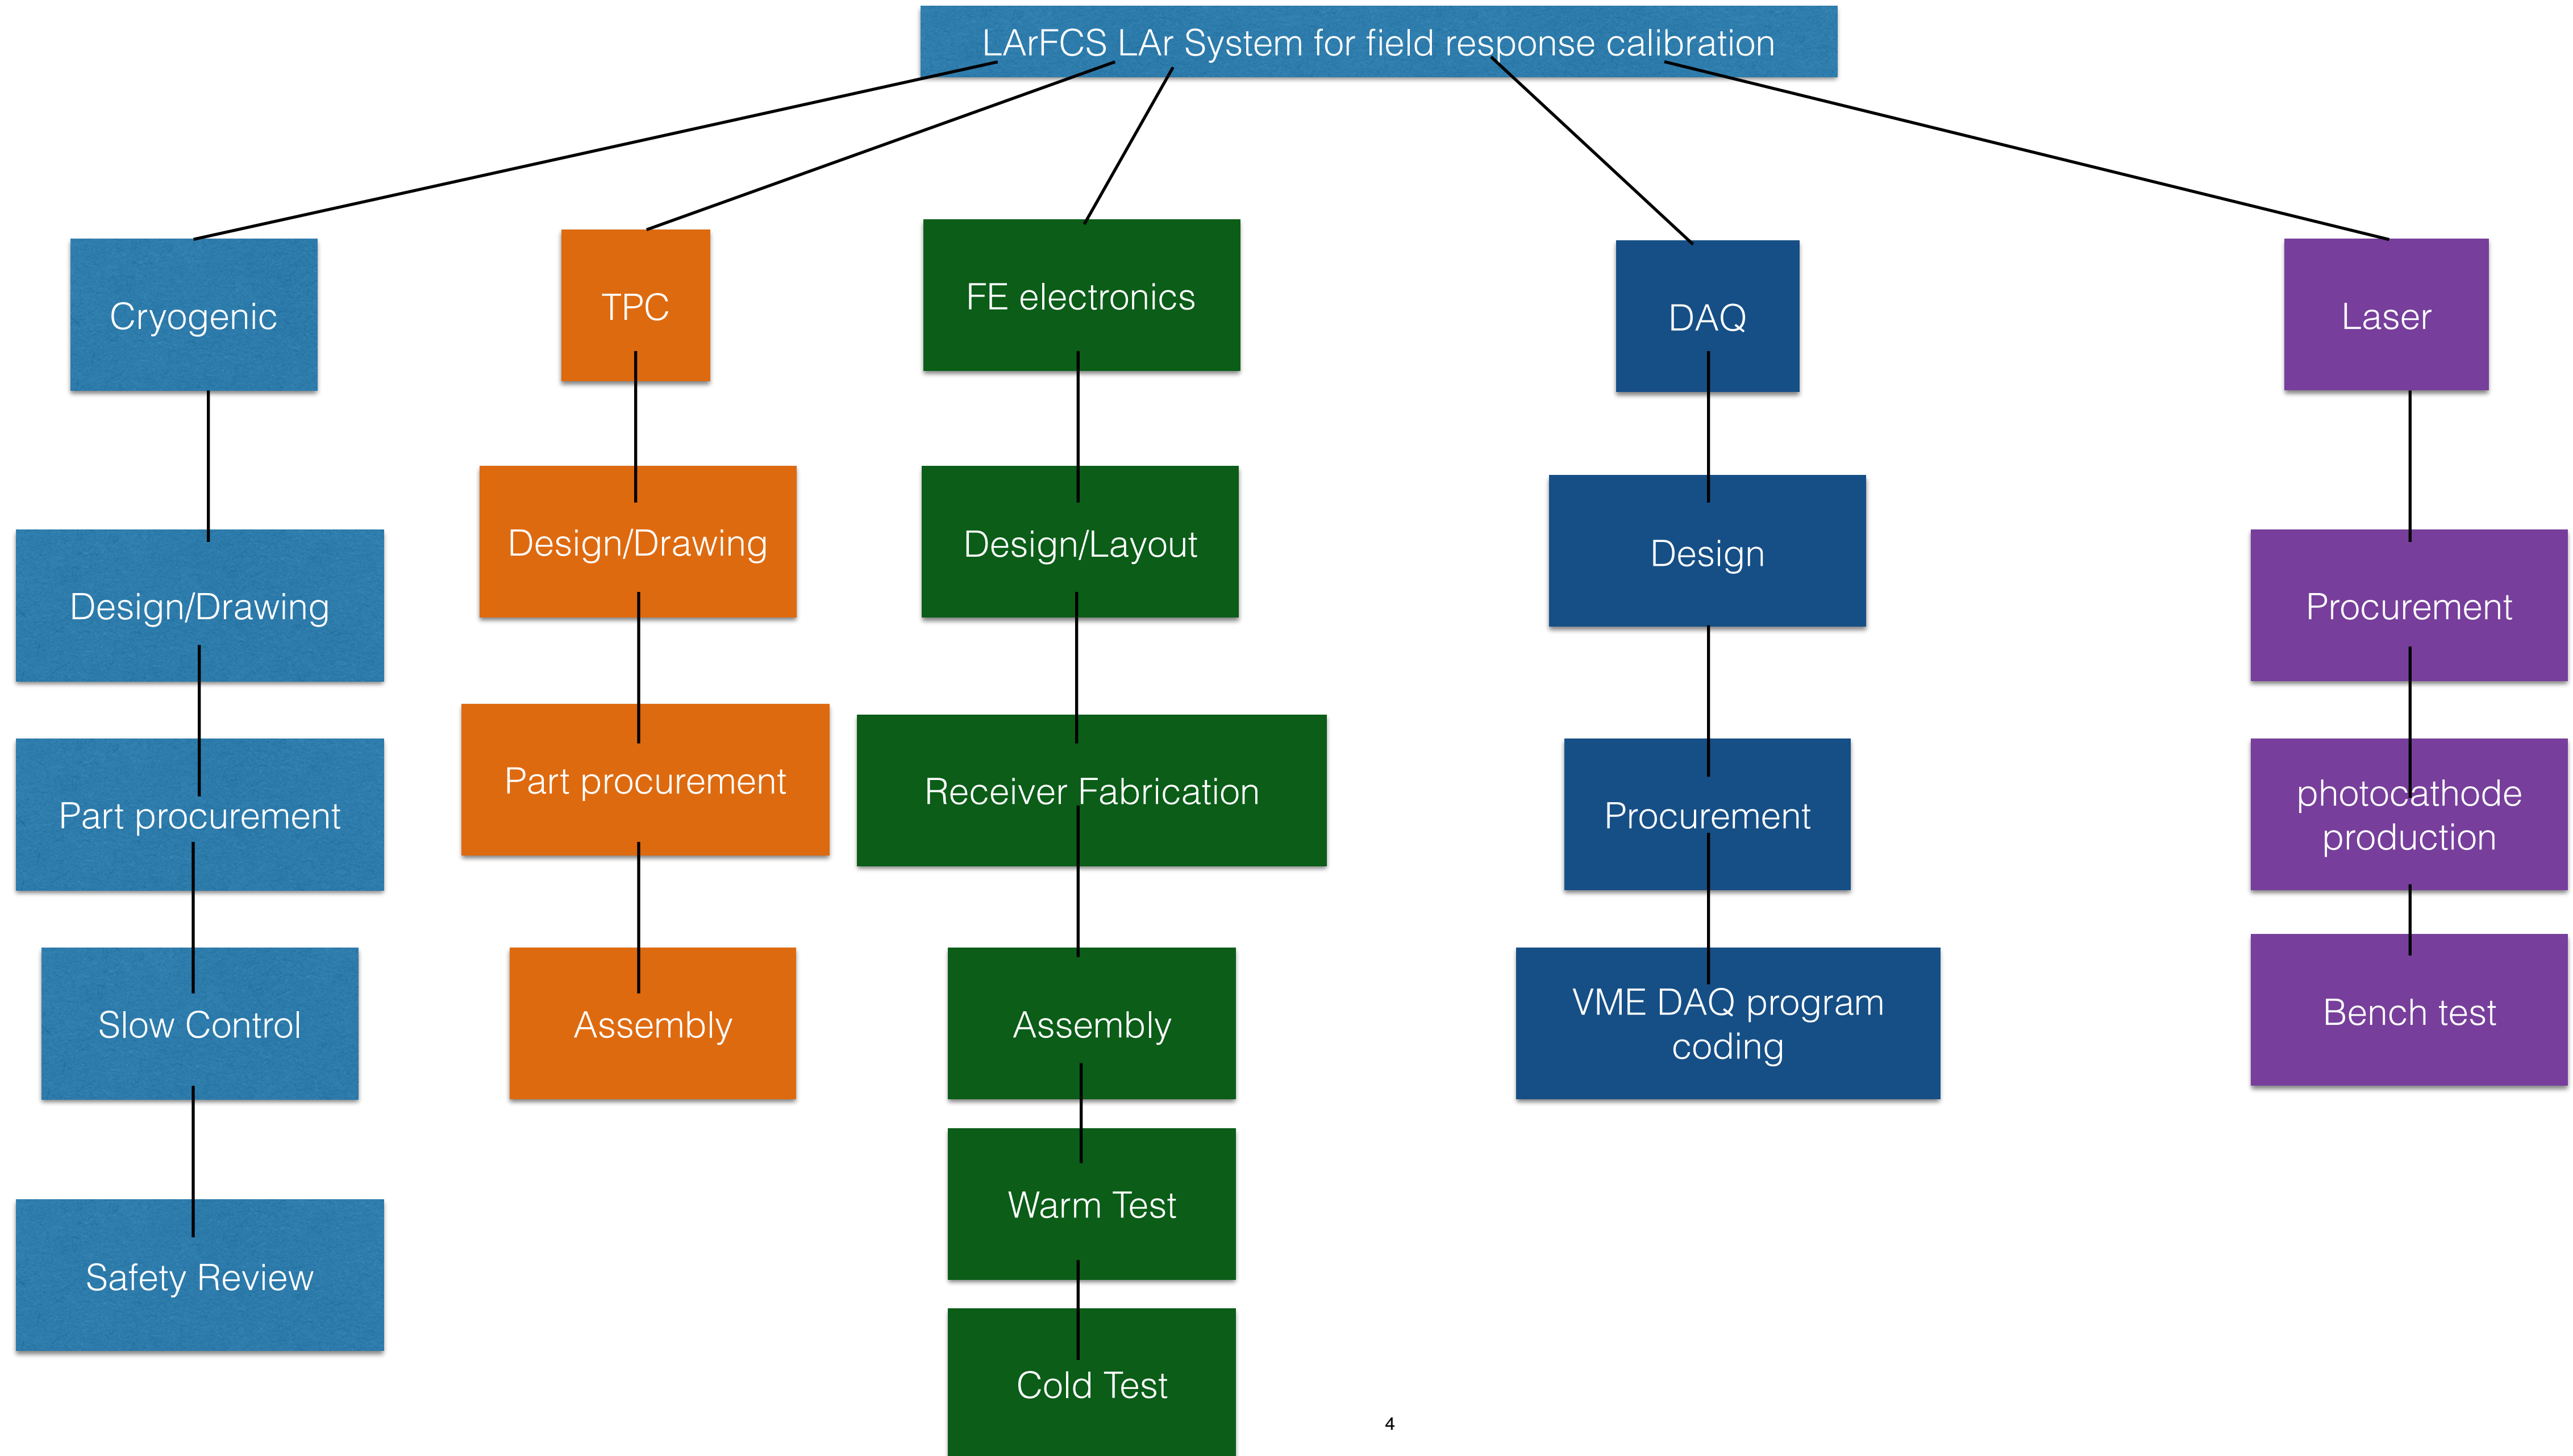 LArFCS LAr System for field response calibration
Cryogenic
Design/Drawing
Part procurement
Slow Control
Safety Review
TPC
Design/Drawing
Part procurement
Assembly
FE electronics
Design/Layout
Receiver Fabrication
Assembly
Warm Test
Cold Test
DAQ
Design
Procurement
VME DAQ program
coding
Laser
Procurement
photocathode
production
Bench test
4